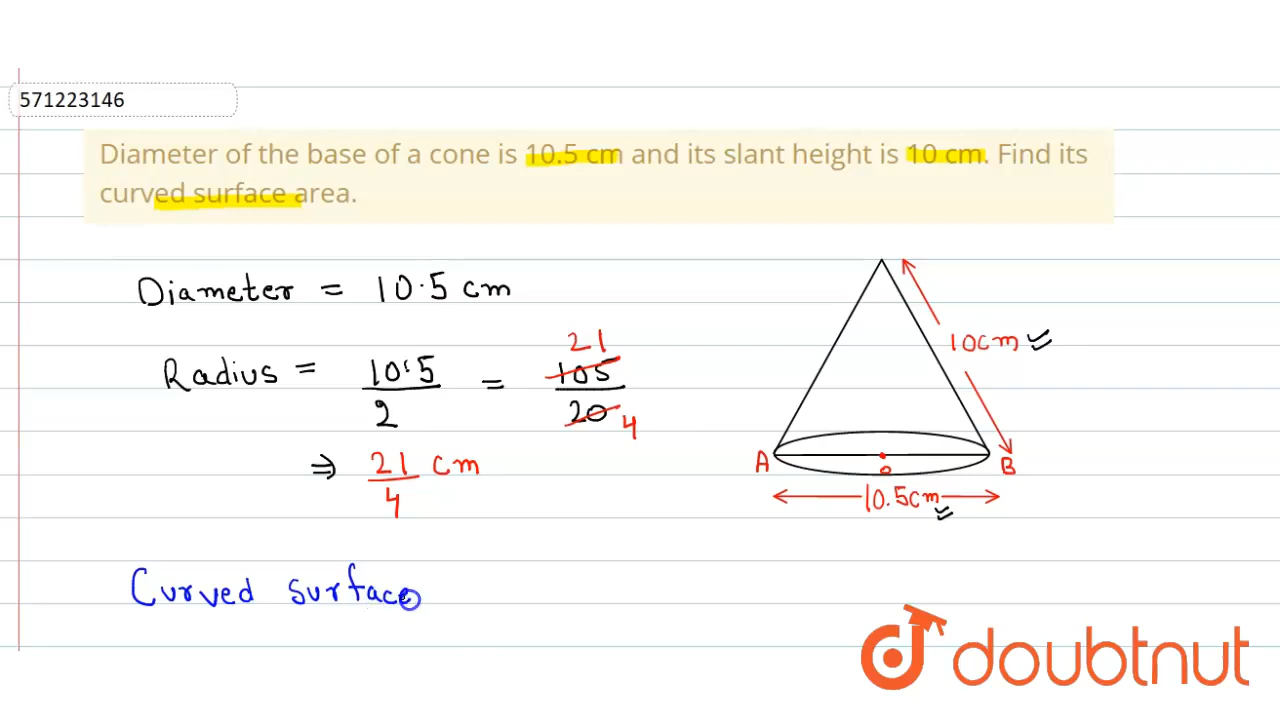 571223146
Diameter of the base of a cone is 10.5 cm and its slant height is 10 cm. Find its
curved surface area.
Diameter = 10.5 cm
Radius = 10.5/2 = 105/20 21 4
⇒ 21/4 cm
Curved surface
10cm
A O B
10.5cm
doubtnut